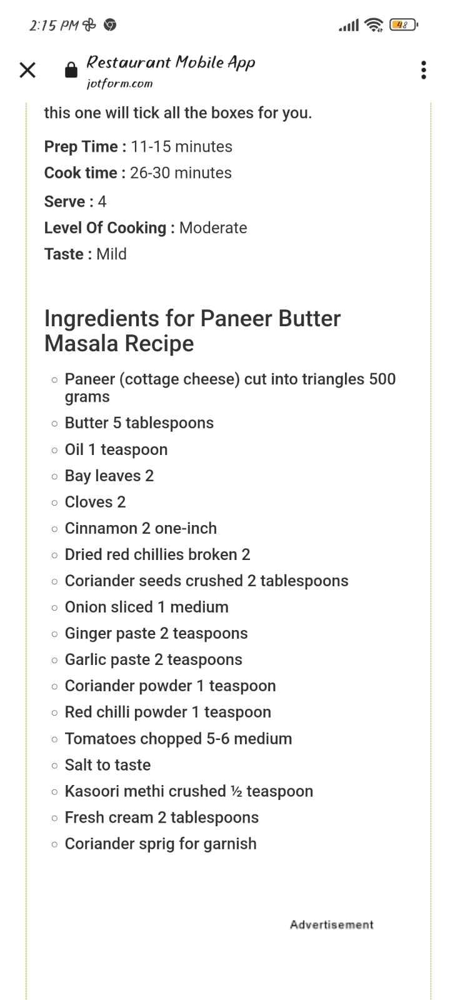 2:15 PM
48
Restaurant Mobile App
jotform.com
this one will tick all the boxes for you.
Prep Time : 11-15 minutes
Cook time : 26-30 minutes
Serve : 4
Level Of Cooking : Moderate
Taste : Mild
Ingredients for Paneer Butter
Masala Recipe
Paneer (cottage cheese) cut into triangles 500
grams
Butter 5 tablespoons
Oil 1 teaspoon
Bay leaves 2
Cloves 2
Cinnamon 2 one-inch
Dried red chillies broken 2
Coriander seeds crushed 2 tablespoons
Onion sliced 1 medium
Ginger paste 2 teaspoons
Garlic paste 2 teaspoons
Coriander powder 1 teaspoon
Red chilli powder 1 teaspoon
Tomatoes chopped 5-6 medium
Salt to taste
Kasoori methi crushed ½ teaspoon
Fresh cream 2 tablespoons
Coriander sprig for garnish
Advertisement